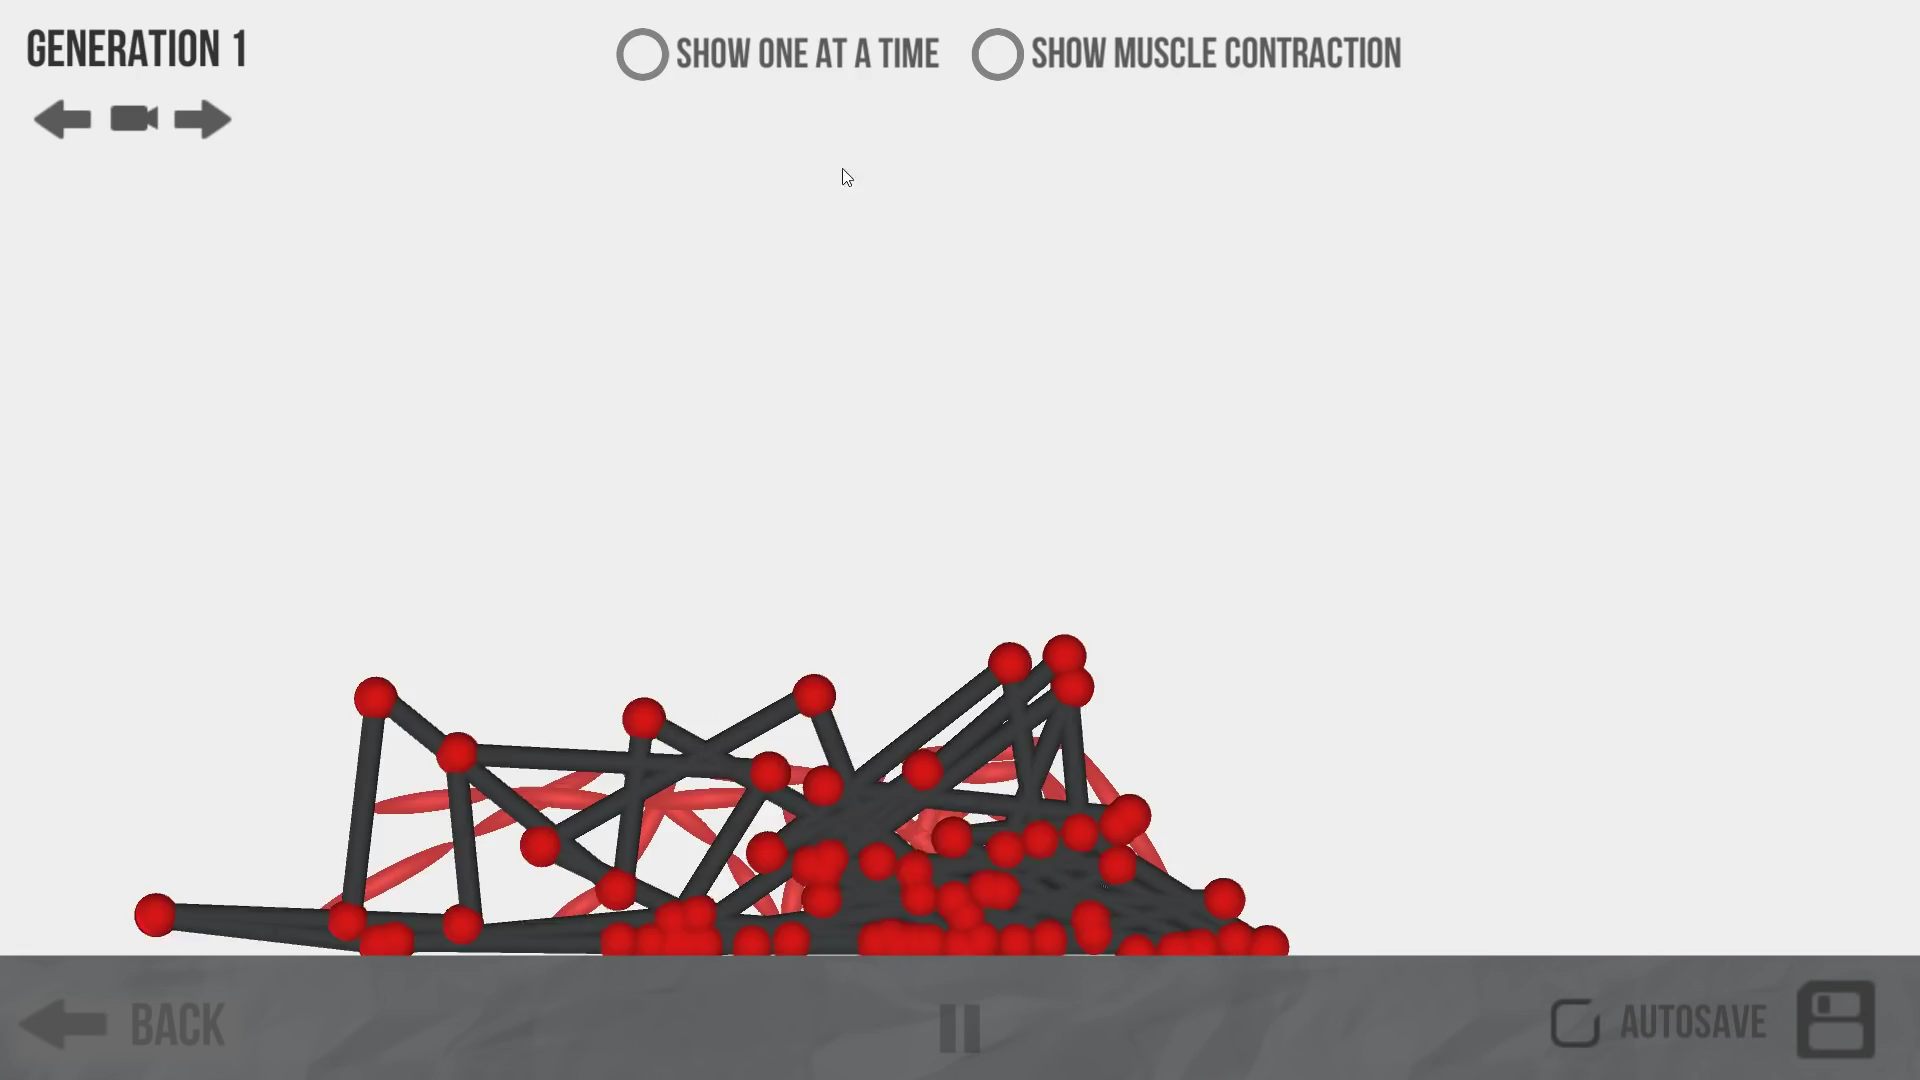 GENERATION 1
SHOW ONE AT A TIME
SHOW MUSCLE CONTRACTION
BACK
AUTOSAVE